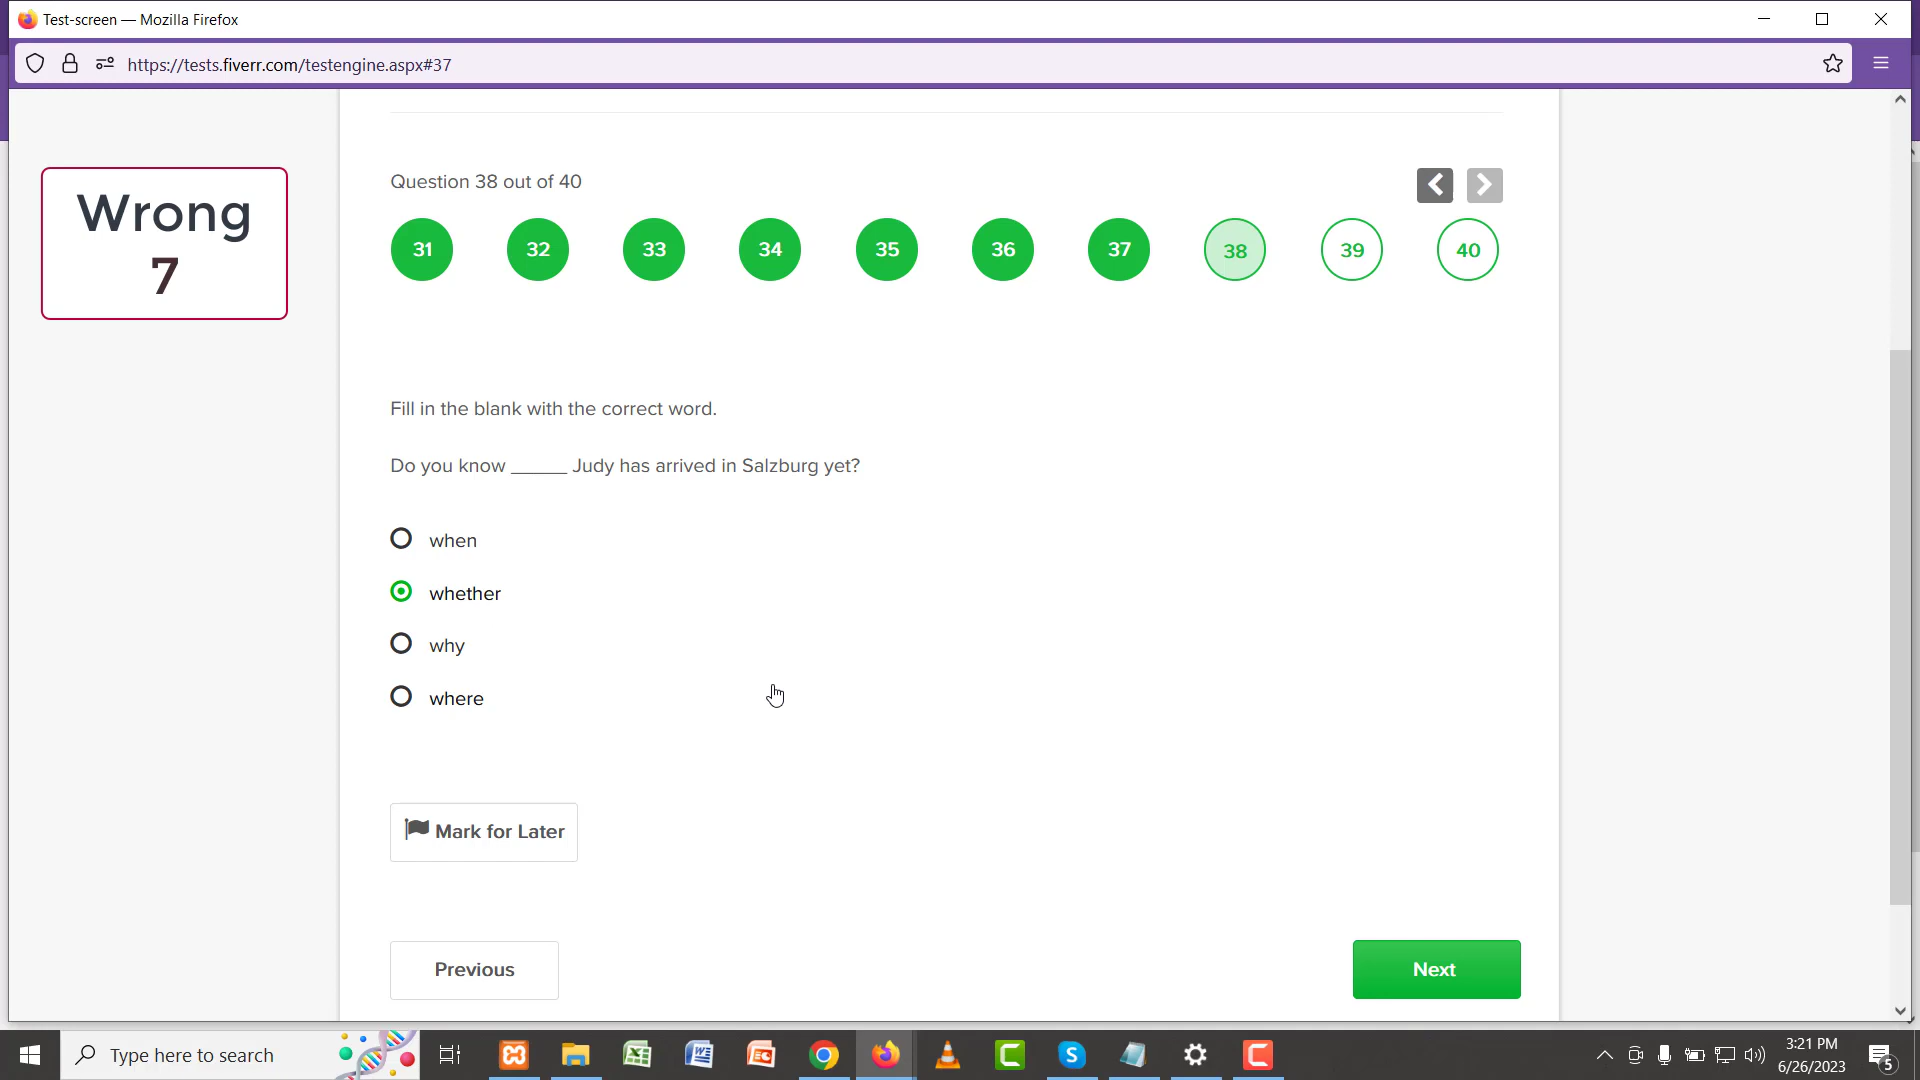 Test-screen — Mozilla Firefox
https://tests.fiverr.com/testengine.aspx#37
Wrong
7
Question 38 out of 40
31 32 33 34 35 36 37 38 39 40
Fill in the blank with the correct word.
Do you know ______ Judy has arrived in Salzburg yet?
when
whether
why
where
Mark for Later
Previous
Next
Type here to search
3:21 PM
6/26/2023
5